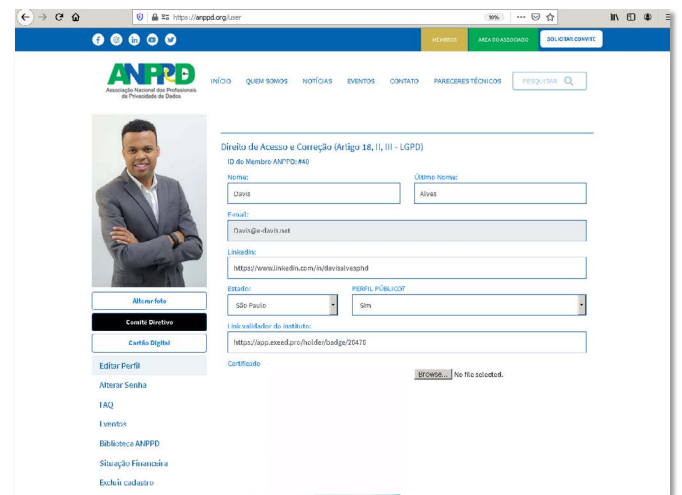 https://anppd.org/user
90%
MEMBROS
ÁREA DO ASSOCIADO
SOLICITAR CONVITE
ANPPD
Associação Nacional dos Profissionais
de Privacidade de Dados
INÍCIO QUEM SOMOS NOTÍCIAS EVENTOS CONTATO PARECERES TÉCNICOS PESQUISAR
Direito de Acesso e Correção (Artigo 18, II, III - LGPD)
ID do Membro ANPPD: #40
Nome: Último Nome:
Davis Alves
E-mail:
Davis@e-davis.net
Linkedin:
https://www.linkedin.com/in/davisalvesphd
Estado: PERFIL PÚBLICO?
São Paulo Sim
Link validador do instituto:
https://app.exeed.pro/holder/badge/26476
Certificado
Browse... No file selected.
Alterar foto
Comitê Diretivo
Cartão Digital
Editar Perfil
Alterar Senha
FAQ
Eventos
Biblioteca ANPPD
Situação Financeira
Excluir cadastro